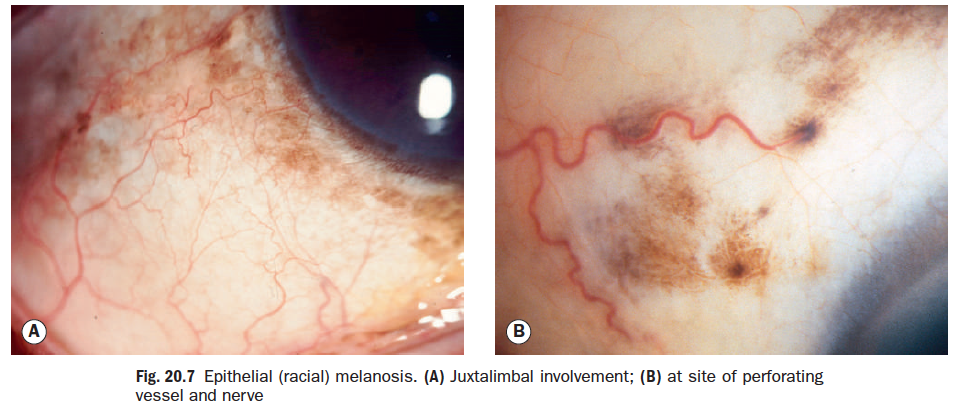 A
B
Fig. 20.7 Epithelial (racial) melanosis. (A) Juxtalimbal involvement; (B) at site of perforating
vessel and nerve